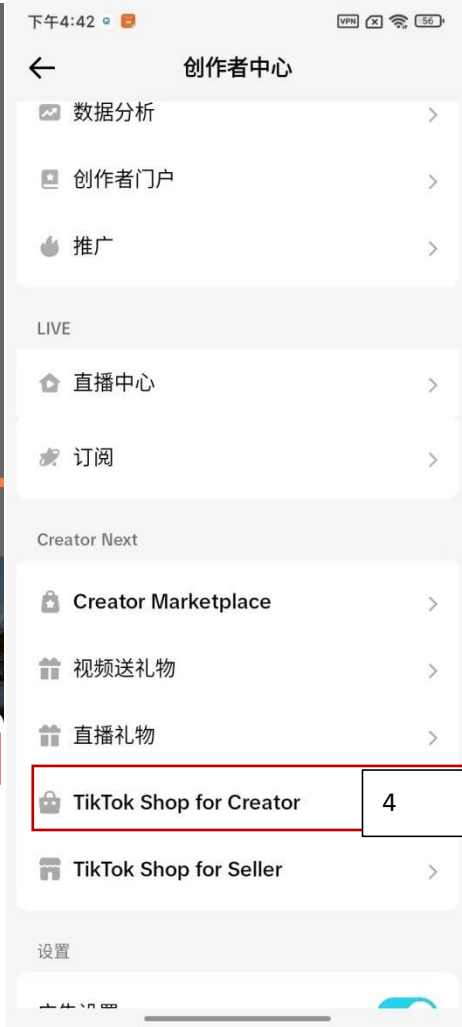 下午4:42
VPN
56
创作者中心
数据分析
创作者门户
推广
LIVE
直播中心
订阅
Creator Next
Creator Marketplace
视频送礼物
直播礼物
TikTok Shop for Creator 4
TikTok Shop for Seller
设置